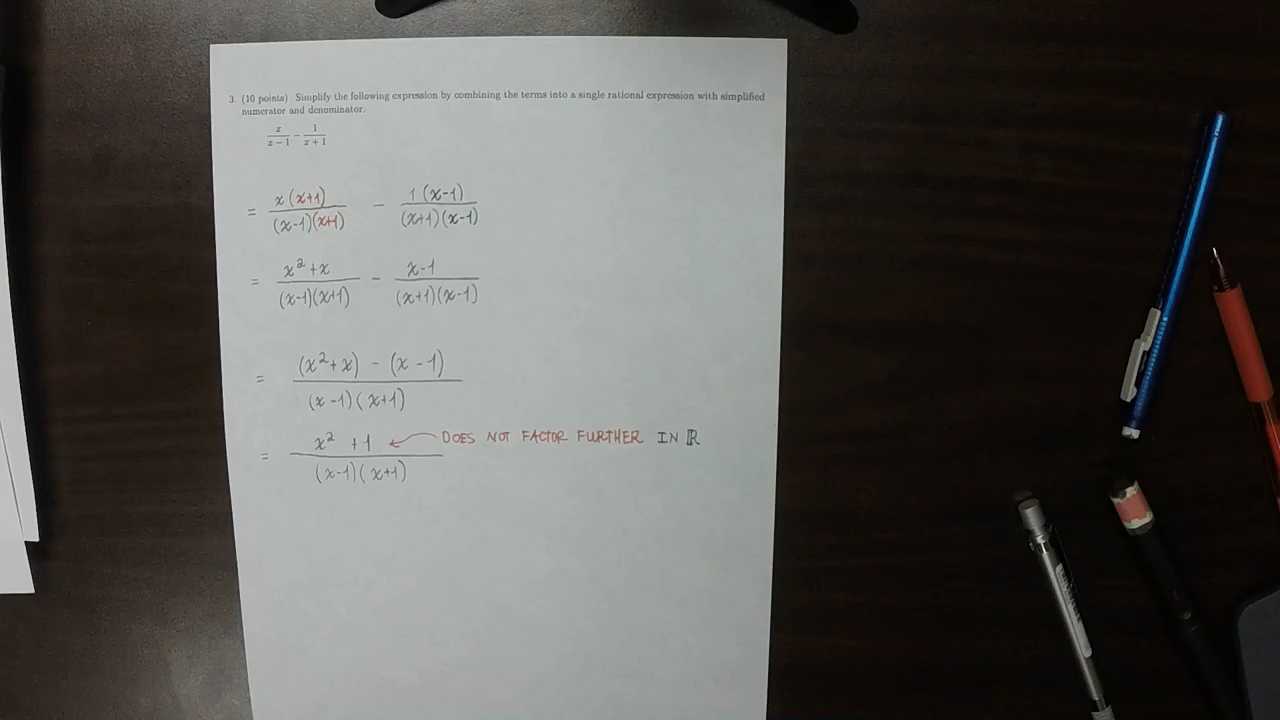 3. (10 points) Simplify the following expression by combining the terms into a single rational expression with simplified
numerator and denominator.
x/(x − 1) − 1/(x + 1)
= x(x+1)/((x-1)(x+1)) − 1(x-1)/((x+1)(x-1))
= (x²+x)/((x-1)(x+1)) − (x-1)/((x+1)(x-1))
= ((x²+x) − (x-1))/((x-1)(x+1))
= (x² +1)/((x-1)(x+1)) ← DOES NOT FACTOR FURTHER IN ℝ